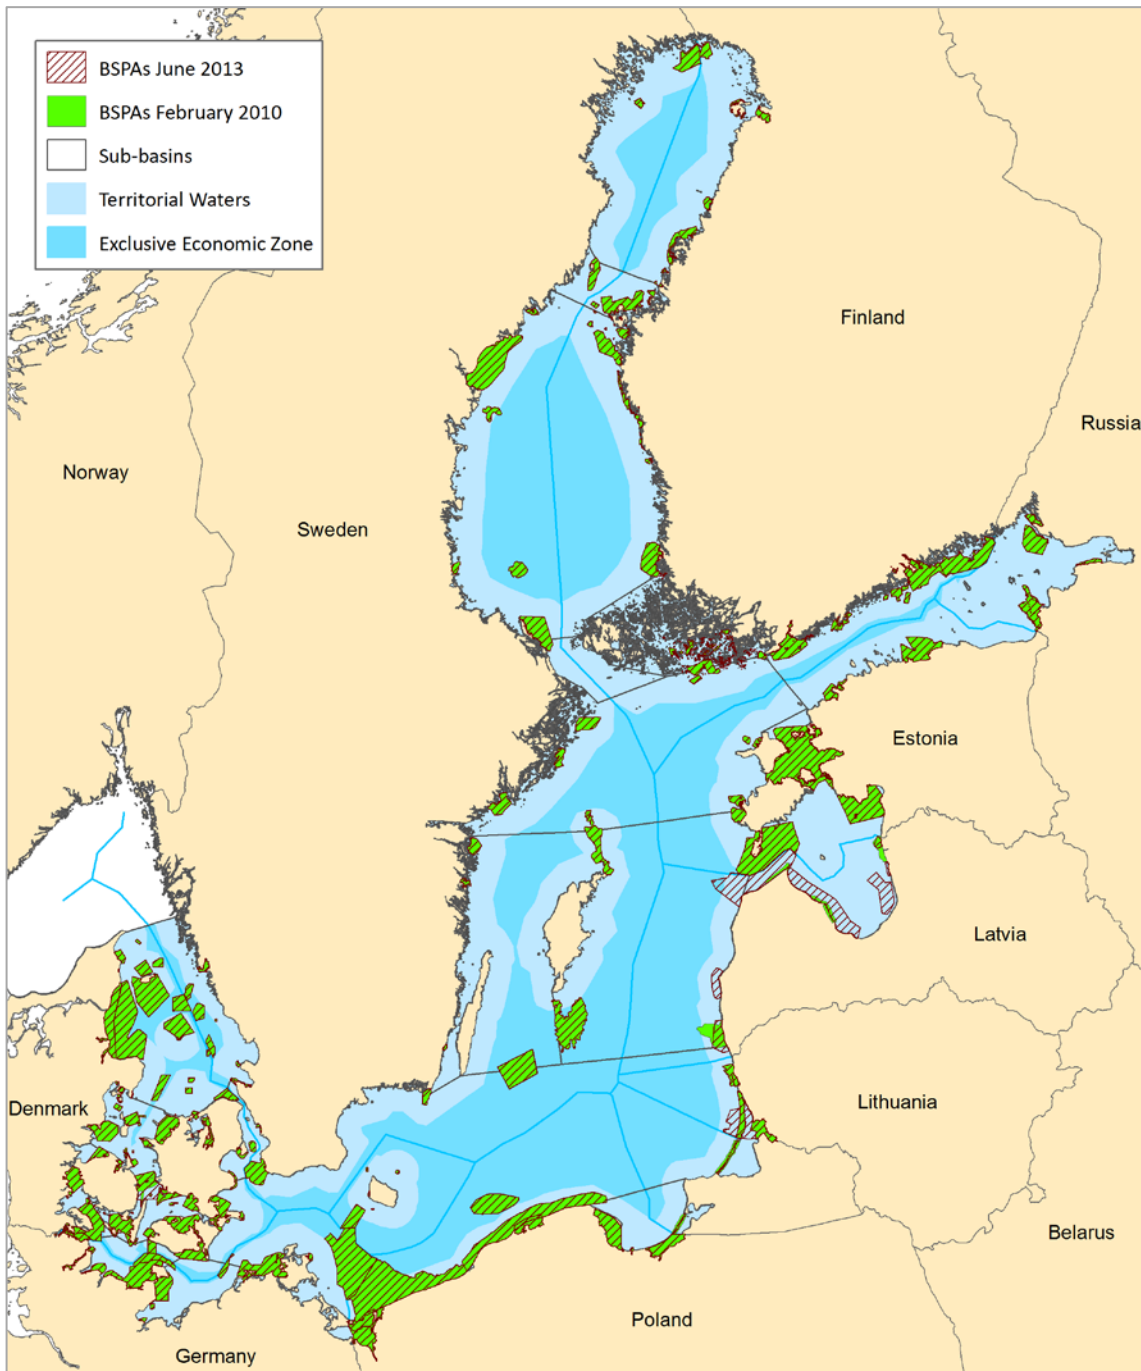 BSPAs June 2013
BSPAs February 2010
Sub-basins
Territorial Waters
Exclusive Economic Zone
Finland
Russia
Norway
Sweden
Estonia
Latvia
Denmark
Lithuania
Belarus
Poland
Germany